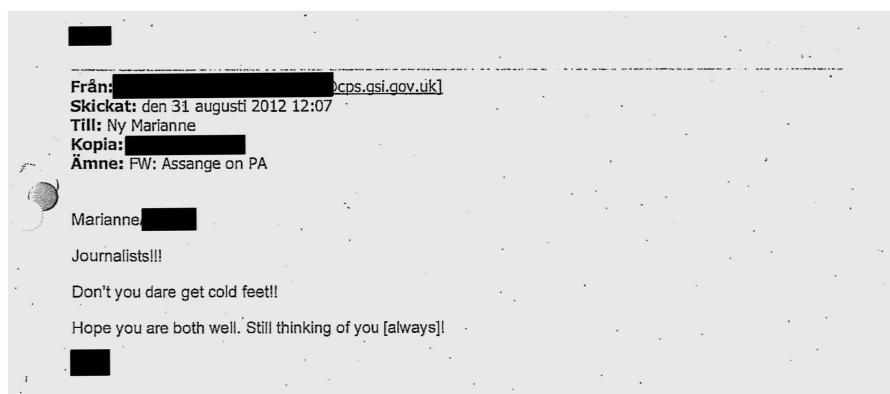 Från: @cps.gsi.gov.uk]
Skickat: den 31 augusti 2012 12:07
Till: Ny Marianne
Kopia:
Ämne: FW: Assange on PA
Marianne/
Journalists!!!
Don't you dare get cold feet!!
Hope you are both well. Still thinking of you [always]!